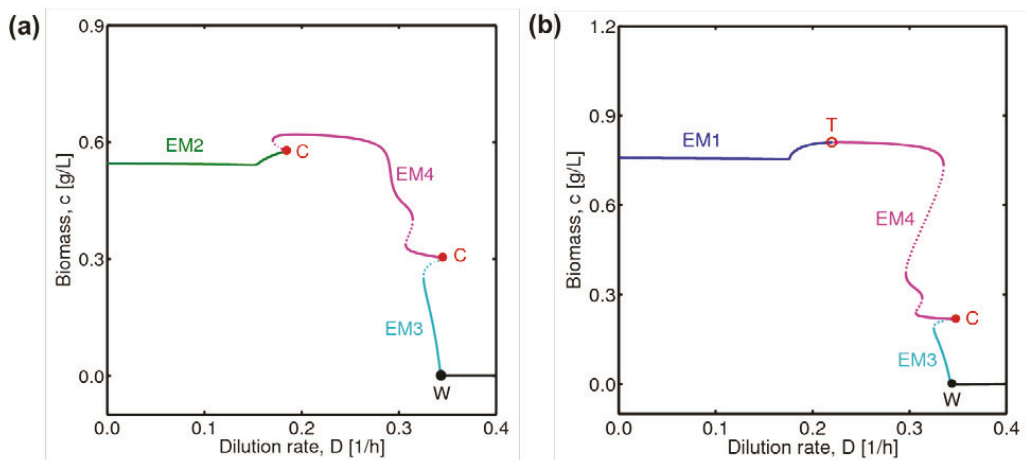 (a)
0.9
0.6
0.3
0.0
Biomass, c [g/L]
EM2
C
EM4
C
EM3
W
0.0 0.1 0.2 0.3 0.4
Dilution rate, D [1/h]
(b)
1.2
0.9
0.6
0.3
0.0
Biomass, c [g/L]
EM1
T
EM4
C
EM3
W
0.0 0.1 0.2 0.3 0.4
Dilution rate, D [1/h]